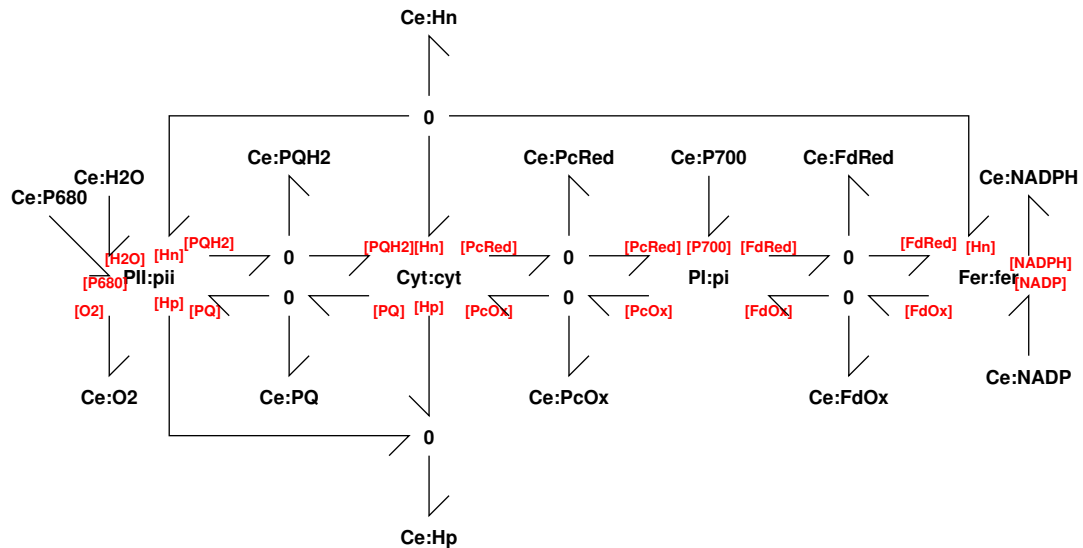 Ce:Hn
0
Ce:PQH2 Ce:PcRed Ce:P700 Ce:FdRed
Ce:H2O Ce:NADPH
Ce:P680
[PQH2] [PQH2] [Hn] [PcRed] [PcRed] [P700] [FdRed] [FdRed] [Hn]
[H2O] [Hn] 0 0 0 [NADPH]
[P680] PII:pii Cyt:cyt PI:pi Fer:fer [NADP]
[Hp] 0 0 0
[O2] [PQ] [PQ] [Hp] [PcOx] [PcOx] [FdOx] [FdOx]
Ce:NADP
Ce:O2 Ce:PQ Ce:PcOx Ce:FdOx
0
Ce:Hp